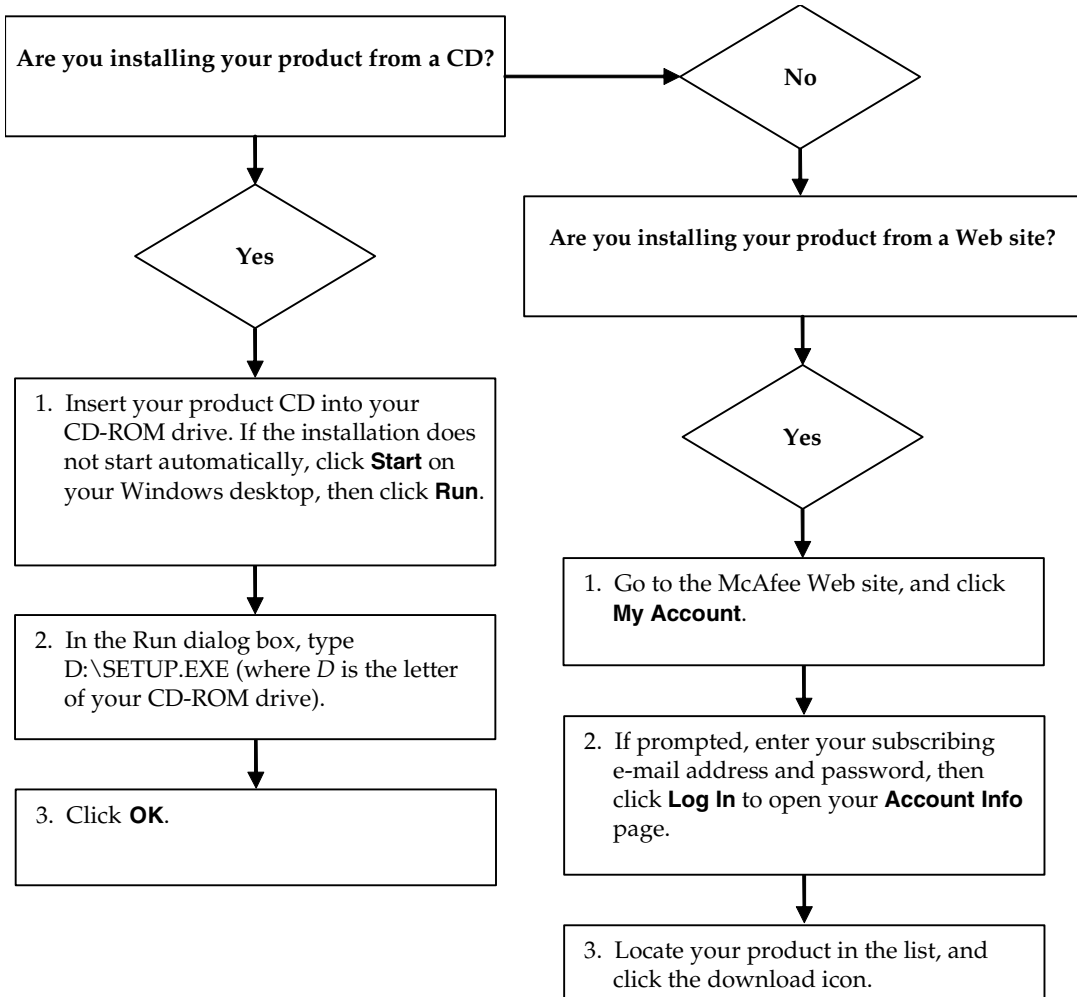 Are you installing your product from a CD?
No
Yes
Are you installing your product from a Web site?
Yes
1. Insert your product CD into your
CD-ROM drive. If the installation does
not start automatically, click Start on
your Windows desktop, then click Run.
2. In the Run dialog box, type
D:\SETUP.EXE (where D is the letter
of your CD-ROM drive).
3. Click OK.
1. Go to the McAfee Web site, and click
My Account.
2. If prompted, enter your subscribing
e-mail address and password, then
click Log In to open your Account Info
page.
3. Locate your product in the list, and
click the download icon.